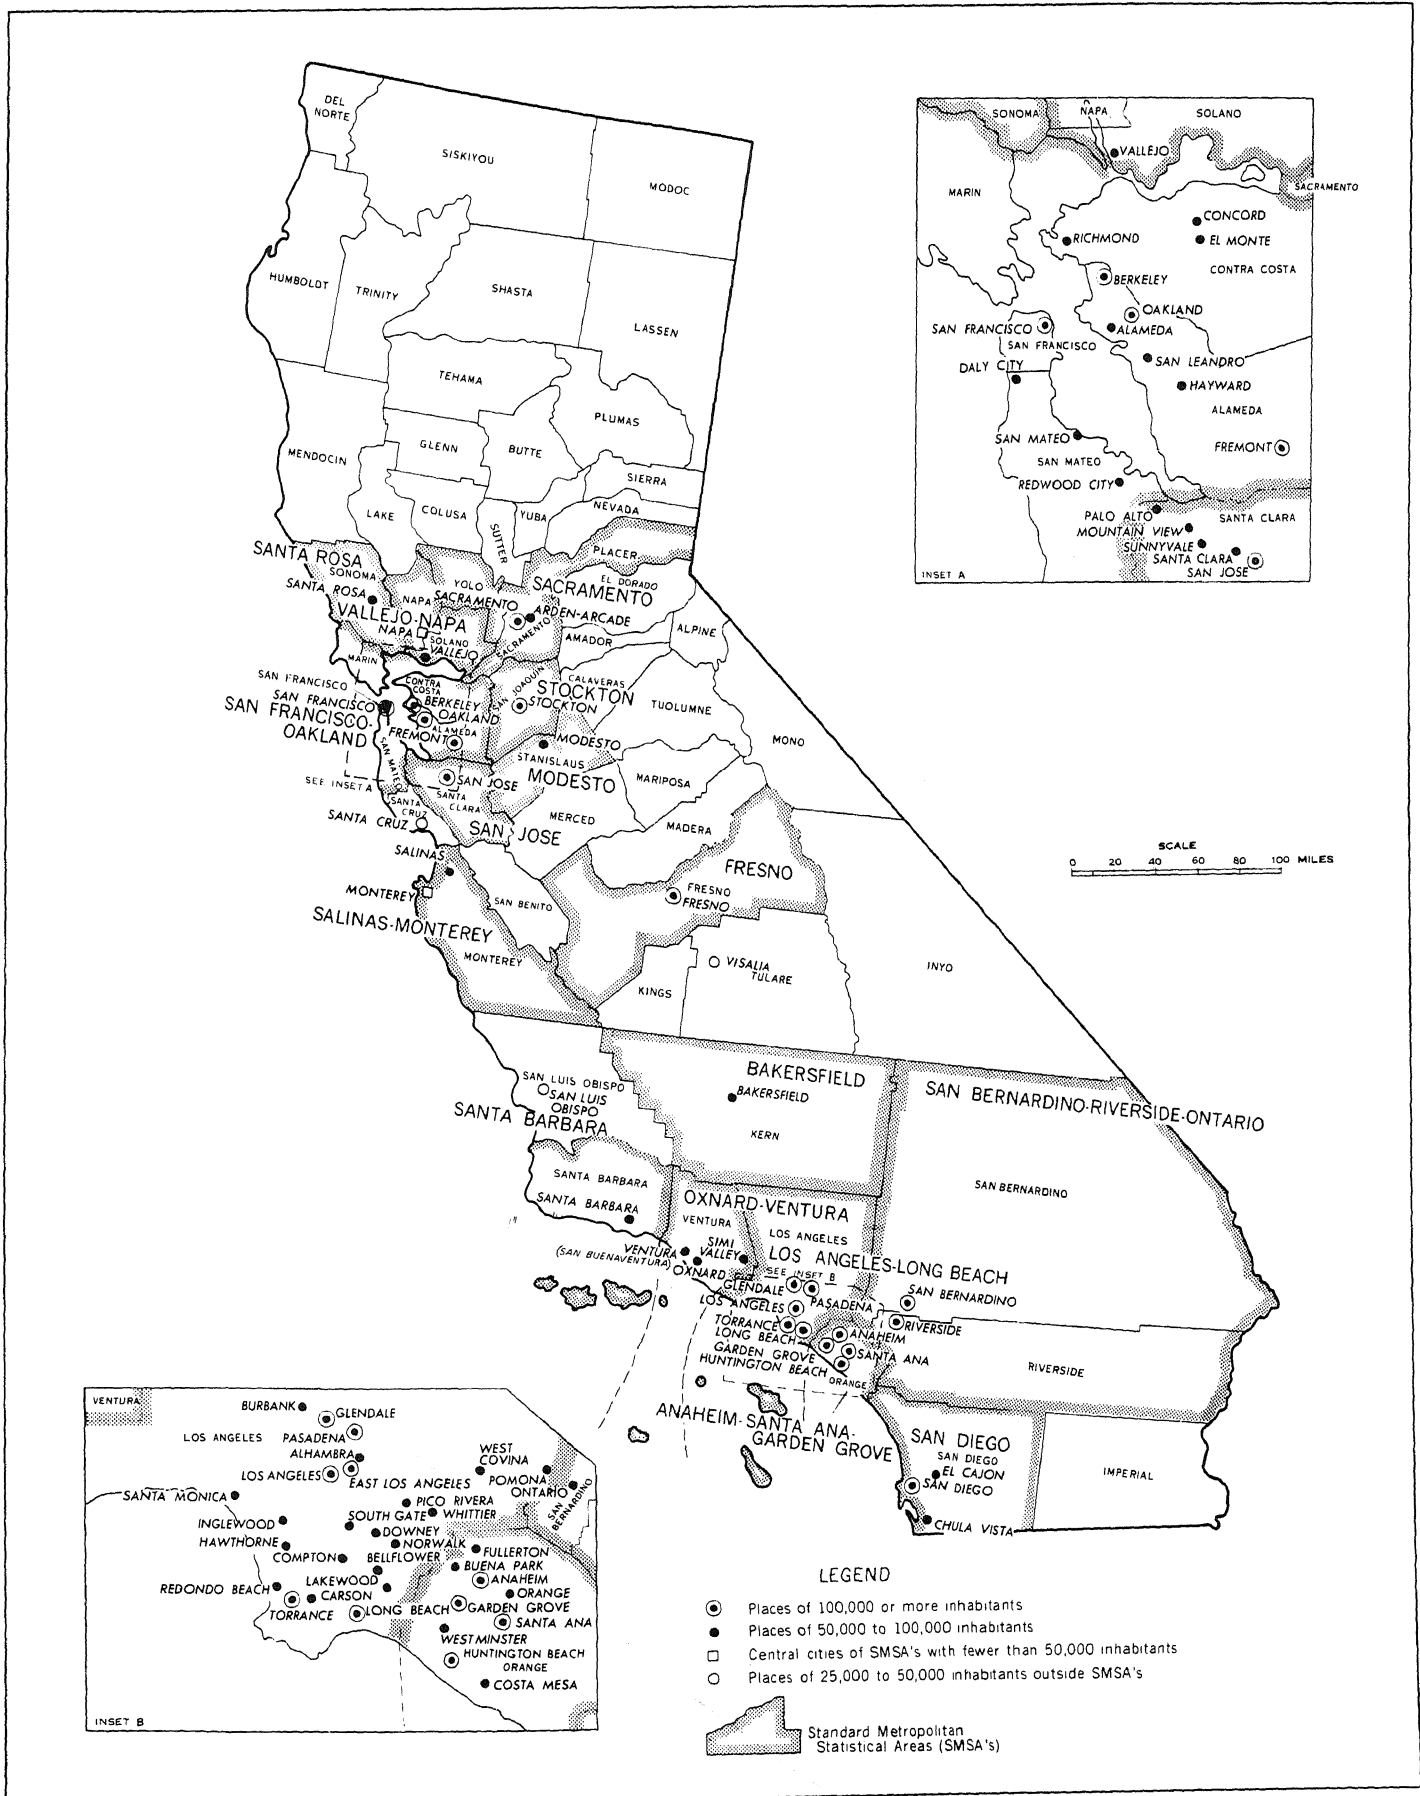 DEL
NORTE
SISKIYOU
MODOC
HUMBOLDT
TRINITY
SHASTA
LASSEN
TEHAMA
PLUMAS
GLENN
BUTTE
MENDOCIN
SIERRA
LAKE
COLUSA
SUTTER
YUBA
NEVADA
PLACER
SANTA ROSA
SONOMA
SANTA ROSA
YOLO
NAPA
SACRAMENTO
SACRAMENTO
EL DORADO
ARDEN-ARCADE
SACRAMENTO
VALLEJO-NAPA
NAPA
SOLANO
VALLEJO
AMADOR
ALPINE
MARIN
CALAVERAS
SAN FRANCISCO
SAN FRANCISCO
SAN FRANCISCO-
OAKLAND
CONTRA
COSTA
BERKELEY
OAKLAND
ALAMEDA
FREMONT
SAN JOAQUIN
STOCKTON
STOCKTON
TUOLUMNE
MONO
MODESTO
STANISLAUS
MODESTO
MARIPOSA
SAN MATEO
SEE INSET A
SAN JOSE
SANTA
CLARA
SANTA
CRUZ
SANTA CRUZ
SAN JOSE
MERCED
MADERA
SALINAS
MONTEREY
SALINAS-MONTEREY
MONTEREY
SAN BENITO
FRESNO
FRESNO
FRESNO
VISALIA
TULARE
KINGS
INYO
SAN LUIS OBISPO
SAN LUIS
OBISPO
SANTA BARBARA
BAKERSFIELD
BAKERSFIELD
KERN
SAN BERNARDINO-RIVERSIDE-ONTARIO
SAN BERNARDINO
SANTA BARBARA
SANTA BARBARA
OXNARD-VENTURA
VENTURA
LOS ANGELES
VENTURA
(SAN BUENAVENTURA)
SIMI
VALLEY
OXNARD
LOS ANGELES-LONG BEACH
SEE INSET B
GLENDALE
PASADENA
LOS ANGELES
TORRANCE
LONG BEACH
GARDEN GROVE
HUNTINGTON BEACH
SAN BERNARDINO
RIVERSIDE
ANAHEIM
SANTA ANA
ORANGE
RIVERSIDE
ANAHEIM-SANTA ANA-
GARDEN GROVE
SAN DIEGO
SAN DIEGO
EL CAJON
SAN DIEGO
CHULA VISTA
IMPERIAL
SCALE
0 20 40 60 80 100 MILES
SONOMA
NAPA
SOLANO
VALLEJO
MARIN
SACRAMENTO
CONCORD
RICHMOND
EL MONTE
CONTRA COSTA
BERKELEY
OAKLAND
SAN FRANCISCO
ALAMEDA
SAN FRANCISCO
DALY CITY
SAN LEANDRO
HAYWARD
ALAMEDA
SAN MATEO
FREMONT
SAN MATEO
REDWOOD CITY
PALO ALTO
SANTA CLARA
MOUNTAIN VIEW
SUNNYVALE
SANTA CLARA
SAN JOSE
INSET A
VENTURA
BURBANK
GLENDALE
LOS ANGELES
PASADENA
ALHAMBRA
LOS ANGELES
EAST LOS ANGELES
WEST
COVINA
POMONA
ONTARIO
SAN
BERNARDINO
SANTA MONICA
PICO RIVERA
SOUTH GATE
WHITTIER
INGLEWOOD
DOWNEY
HAWTHORNE
NORWALK
COMPTON
BELLFLOWER
FULLERTON
BUENA PARK
LAKEWOOD
ANAHEIM
REDONDO BEACH
CARSON
ORANGE
TORRANCE
LONG BEACH
GARDEN GROVE
SANTA ANA
WESTMINSTER
HUNTINGTON BEACH
ORANGE
COSTA MESA
INSET B
LEGEND
Places of 100,000 or more inhabitants
Places of 50,000 to 100,000 inhabitants
Central cities of SMSA's with fewer than 50,000 inhabitants
Places of 25,000 to 50,000 inhabitants outside SMSA's
Standard Metropolitan
Statistical Areas (SMSA's)